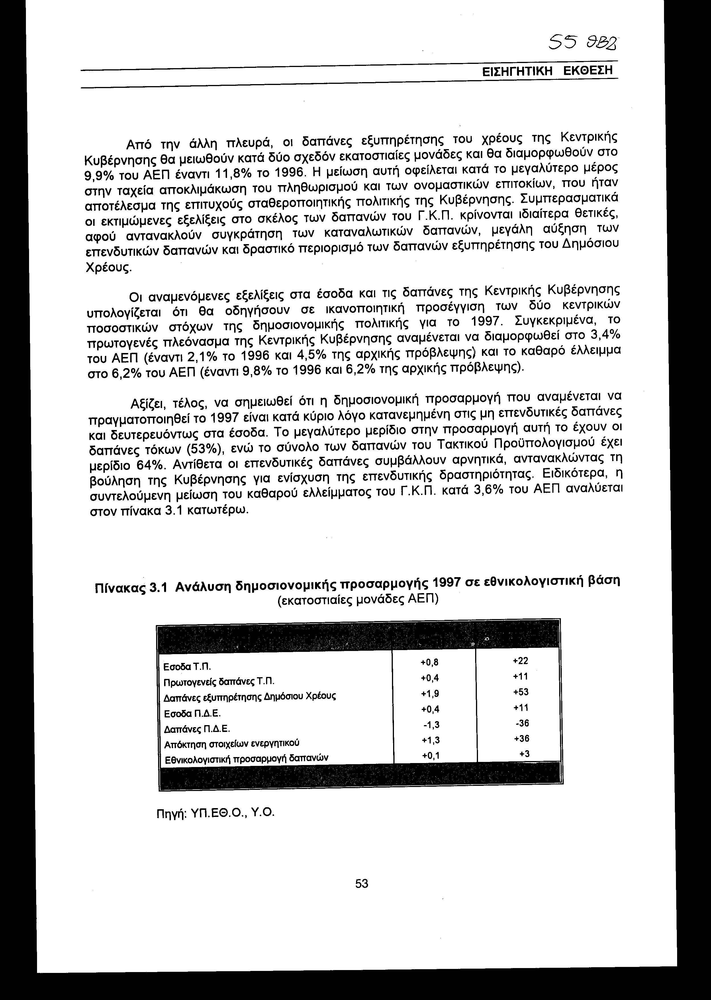 ΕΙΣΗΓΗΤΙΚΗ ΕΚΘΕΣΗ
Από την άλλη πλευρά, οι δαπάνες εξυπηρέτησης του χρέους της Κεντρικής
Κυβέρνησης θα μειωθούν κατά δύο σχεδόν εκατοστιαίες μονάδες και θα διαμορφωθούν στο
9,9% του ΑΕΠ έναντι 11,8% το 1996. Η μείωση αυτή οφείλεται κατά το μεγαλύτερο μέρος
στην ταχεία αποκλιμάκωση του πληθωρισμού και των ονομαστικών επιτοκίων, που ήταν
αποτέλεσμα της επιτυχούς σταθεροποιητικής πολιτικής της Κυβέρνησης. Συμπερασματικά
οι εκτιμώμενες εξελίξεις στο σκέλος των δαπανών του Γ.Κ.Π. κρίνονται ιδιαίτερα θετικές,
αφού αντανακλούν συγκράτηση των καταναλωτικών δαπανών, μεγάλη αύξηση των
επενδυτικών δαπανών και δραστικό περιορισμό των δαπανών εξυπηρέτησης του Δημόσιου
Χρέους.
Οι αναμενόμενες εξελίξεις στα έσοδα και τις δαπάνες της Κεντρικής Κυβέρνησης
υπολογίζεται ότι θα οδηγήσουν σε ικανοποιητική προσέγγιση των δύο κεντρικών
ποσοστικών στόχων της δημοσιονομικής πολιτικής για το 1997. Συγκεκριμένα, το
πρωτογενές πλεόνασμα της Κεντρικής Κυβέρνησης αναμένεται να διαμορφωθεί στο 3,4%
του ΑΕΠ (έναντι 2,1% το 1996 και 4,5% της αρχικής πρόβλεψης) και το καθαρό έλλειμμα
στο 6,2% του ΑΕΠ (έναντι 9,8% το 1996 και 6,2% της αρχικής πρόβλεψης).
Αξίζει, τέλος, να σημειωθεί ότι η δημοσιονομική προσαρμογή που αναμένεται να
πραγματοποιηθεί το 1997 είναι κατά κύριο λόγο κατανεμημένη στις μη επενδυτικές δαπάνες
και δευτερευόντως στα έσοδα. Το μεγαλύτερο μερίδιο στην προσαρμογή αυτή το έχουν οι
δαπάνες τόκων (53%), ενώ το σύνολο των δαπανών του Τακτικού Προϋπολογισμού έχει
μερίδιο 64%. Αντίθετα οι επενδυτικές δαπάνες συμβάλλουν αρνητικά, αντανακλώντας τη
βούληση της Κυβέρνησης για ενίσχυση της επενδυτικής δραστηριότητας. Ειδικότερα, η
συντελούμενη μείωση του καθαρού ελλείμματος του Γ.Κ.Π. κατά 3,6% του ΑΕΠ αναλύεται
στον πίνακα 3.1 κατωτέρω.
Πίνακας 3.1 Ανάλυση δημοσιονομικής προσαρμογής 1997 σε εθνικολογιστική βάση
(εκατοστιαίες μονάδες ΑΕΠ)
Εσοδα Τ.Π. +0,8 +22
Πρωτογενείς δαπάνες Τ.Π. +0,4 +11
Δαπάνες εξυπηρέτησης Δημόσιου Χρέους +1,9 +53
Εσοδα Π.Δ.Ε. +0,4 +11
Δαπάνες Π.Δ.Ε. -1,3 -36
Απόκτηση στοιχείων ενεργητικού +1,3 +36
Εθνικολογιστική προσαρμογή δαπανών +0,1 +3
Πηγή: ΥΠ.ΕΘ.Ο., Υ.Ο.
53